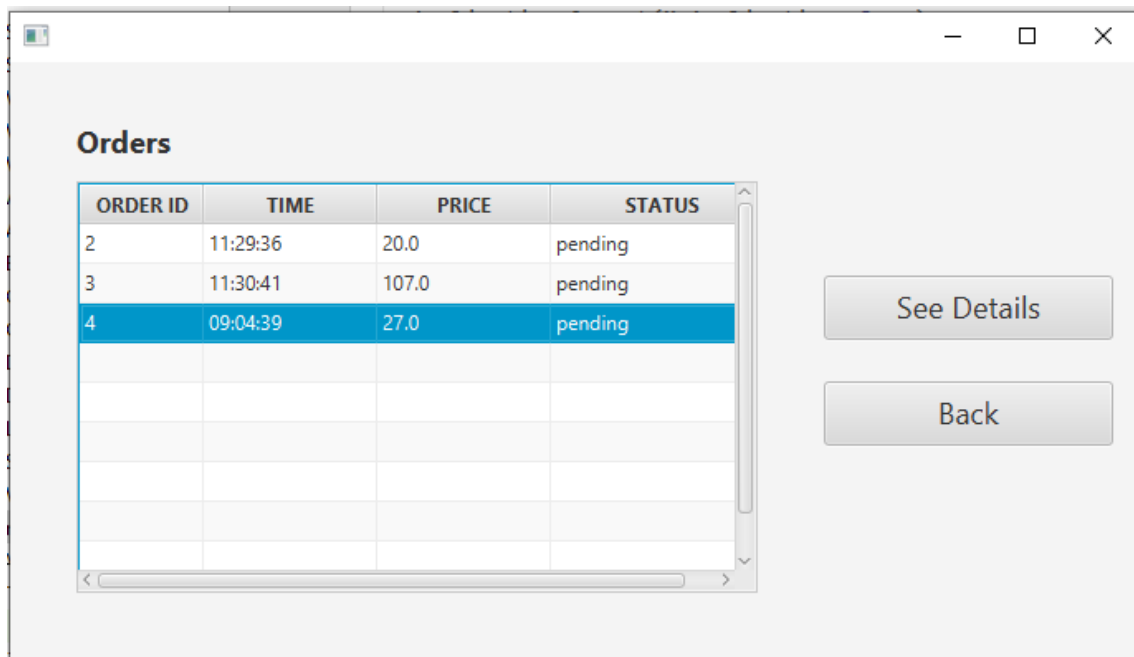 Orders
ORDER ID TIME PRICE STATUS
2 11:29:36 20.0 pending
3 11:30:41 107.0 pending
4 09:04:39 27.0 pending
See Details
Back